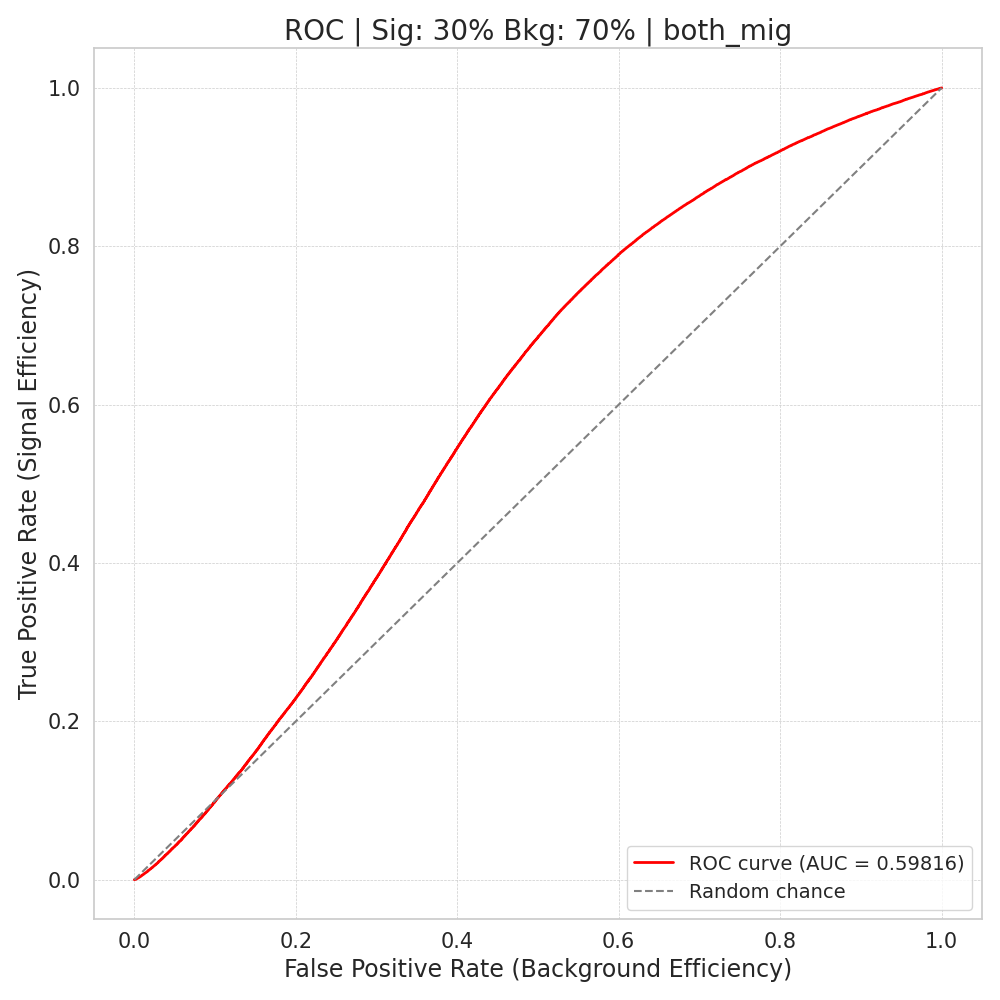 ROC | Sig: 30% Bkg: 70% | both_mig
True Positive Rate (Signal Efficiency)
1.0
0.8
0.6
0.4
0.2
0.0
0.0 0.2 0.4 0.6 0.8 1.0
False Positive Rate (Background Efficiency)
ROC curve (AUC = 0.59816)
Random chance